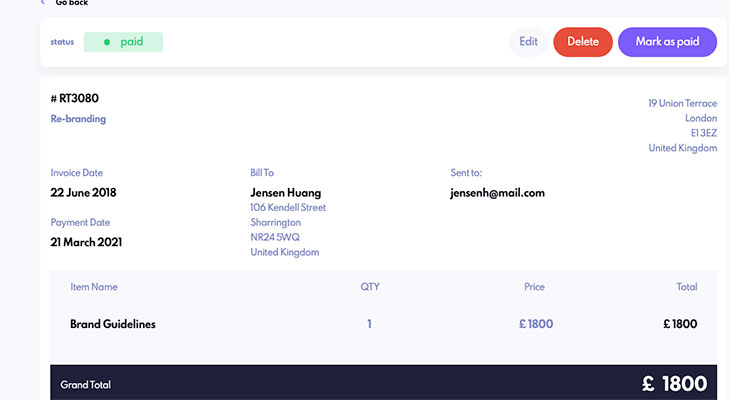 Go back
status paid Edit Delete Mark as paid
# RT3080
Re-branding
19 Union Terrace
London
E1 3EZ
United Kingdom
Invoice Date
22 June 2018
Payment Date
21 March 2021
Bill To
Jensen Huang
106 Kendell Street
Sharrington
NR24 5WQ
United Kingdom
Sent to:
jensenh@mail.com
Item Name QTY Price Total
Brand Guidelines 1 £ 1800 £ 1800
Grand Total £ 1800